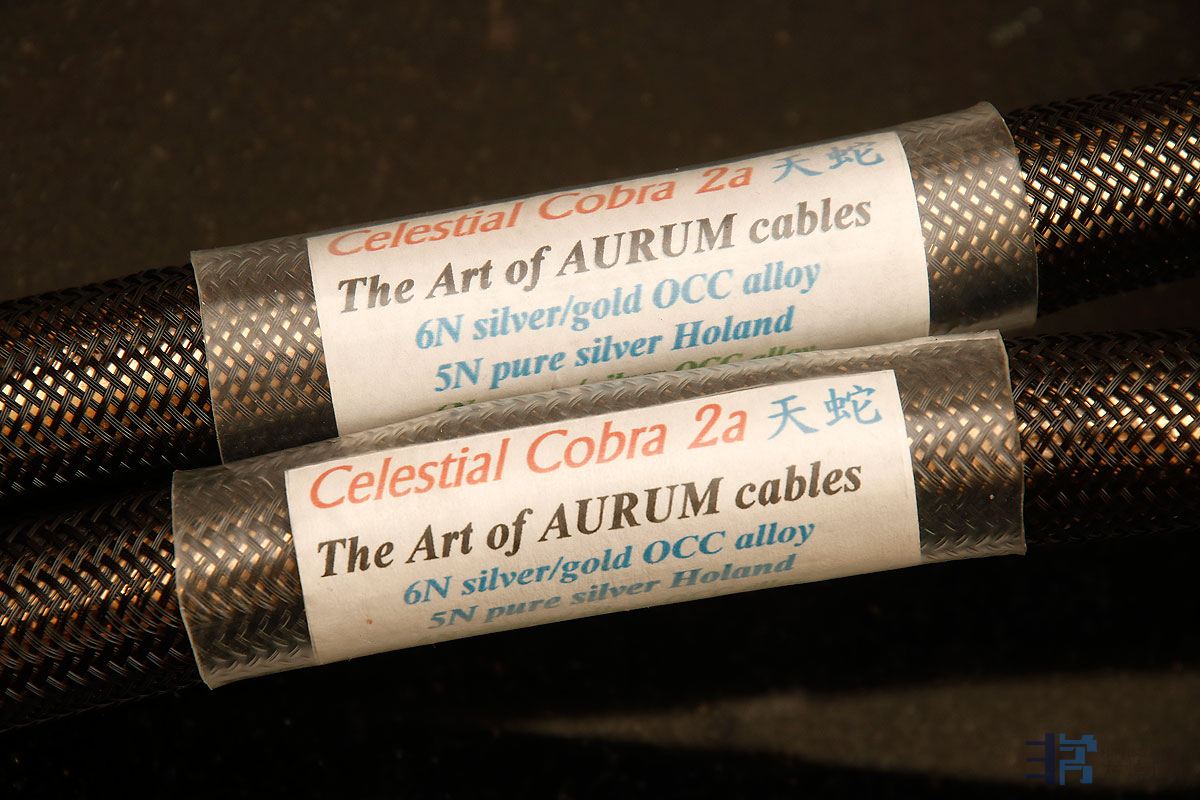 Celestial Cobra 2a 天蛇
The Art of AURUM cables
6N silver/gold OCC alloy
5N pure silver Holand
OCC alloy
Celestial Cobra 2a 天蛇
The Art of AURUM cables
6N silver/gold OCC alloy
5N pure silver Holand